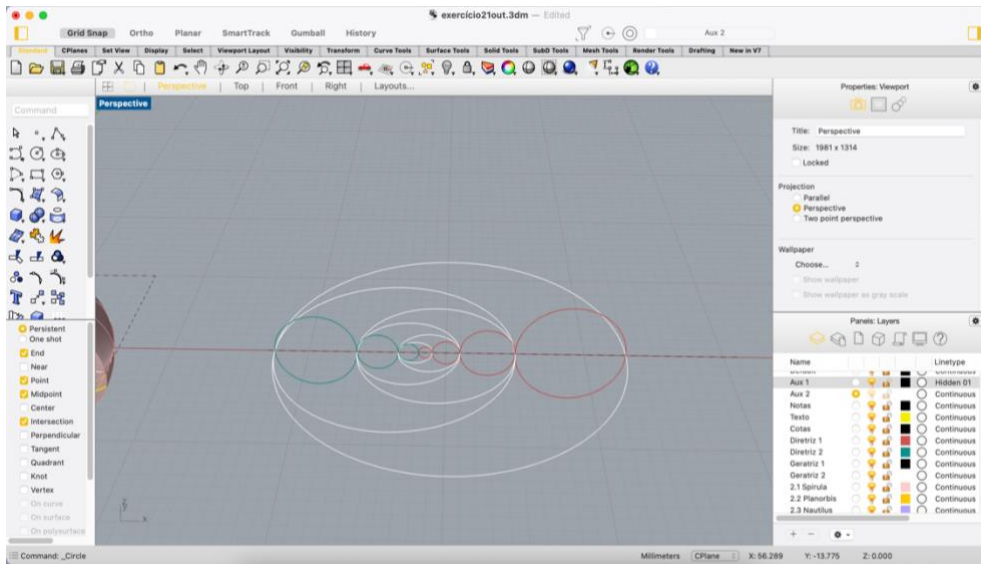 exercício21out.3dm — Edited
Grid Snap Ortho Planar SmartTrack Gumball History Aux 2
Standard CPlanes Set View Display Select Viewport Layout Visibility Transform Curve Tools Surface Tools Solid Tools SubD Tools Mesh Tools Render Tools Drafting New in V7
Perspective Top Front Right Layouts...
Perspective
Command
Persistent
One shot
End
Near
Point
Midpoint
Center
Intersection
Perpendicular
Tangent
Quadrant
Knot
Vertex
On curve
On surface
On polysurface
z
y
x
Properties: Viewport
Title: Perspective
Size: 1981 x 1314
Locked
Projection
Parallel
Perspective
Two point perspective
Wallpaper
Choose...
Show wallpaper
Show wallpaper as gray scale
Panels: Layers
Name Linetype
Aux 1 Hidden 01
Aux 2 Continuous
Notas Continuous
Texto Continuous
Cotas Continuous
Diretriz 1 Continuous
Diretriz 2 Continuous
Geratriz 1 Continuous
Geratriz 2 Continuous
2.1 Spirula Continuous
2.2 Planorbis Continuous
2.3 Nautilus Continuous
Command: _Circle
Millimeters CPlane X: 56.289 Y: -13.775 Z: 0.000